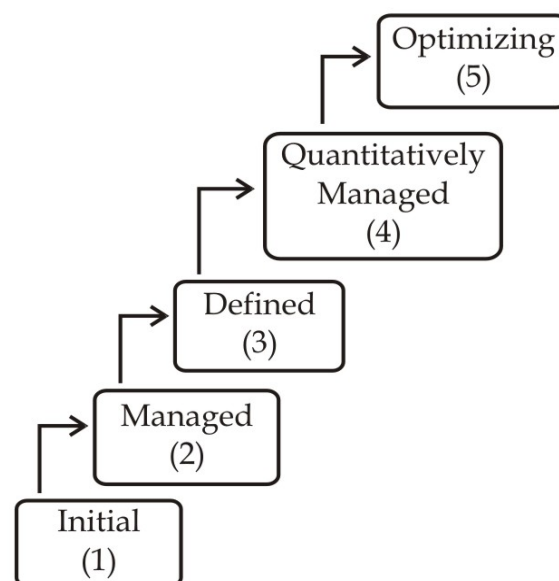 Optimizing
(5)
Quantitatively
Managed
(4)
Defined
(3)
Managed
(2)
Initial
(1)